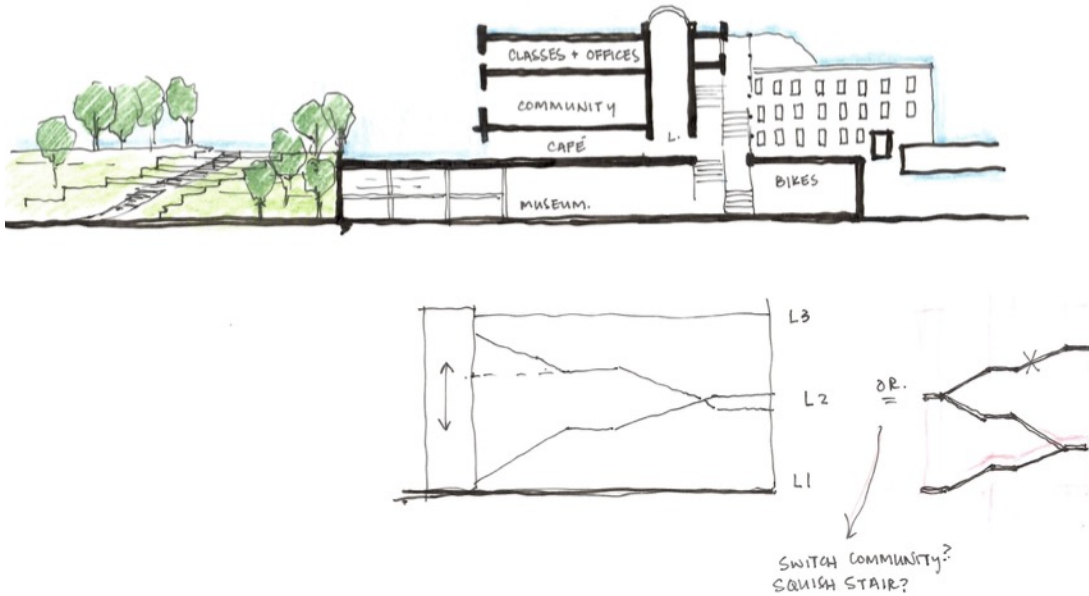 CLASSES + OFFICES
COMMUNITY
CAFÉ
L.
MUSEUM.
BIKES
L3
L2
L1
OR.
SWITCH COMMUNITY?
SQUISH STAIR?